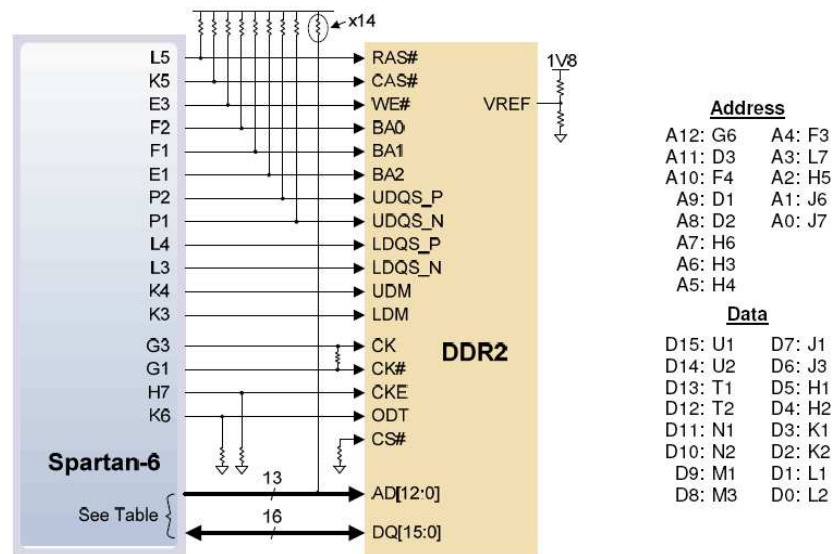 x14
L5 RAS#
K5 CAS#
E3 WE#
F2 BA0
F1 BA1
E1 BA2
P2 UDQS_P
P1 UDQS_N
L4 LDQS_P
L3 LDQS_N
K4 UDM
K3 LDM
G3 CK
G1 CK#
H7 CKE
K6 ODT
CS#
Spartan-6
DDR2
VREF
1V8
See Table
13 AD[12:0]
16 DQ[15:0]
Address
A12: G6 A4: F3
A11: D3 A3: L7
A10: F4 A2: H5
A9: D1 A1: J6
A8: D2 A0: J7
A7: H6
A6: H3
A5: H4
Data
D15: U1 D7: J1
D14: U2 D6: J3
D13: T1 D5: H1
D12: T2 D4: H2
D11: N1 D3: K1
D10: N2 D2: K2
D9: M1 D1: L1
D8: M3 D0: L2